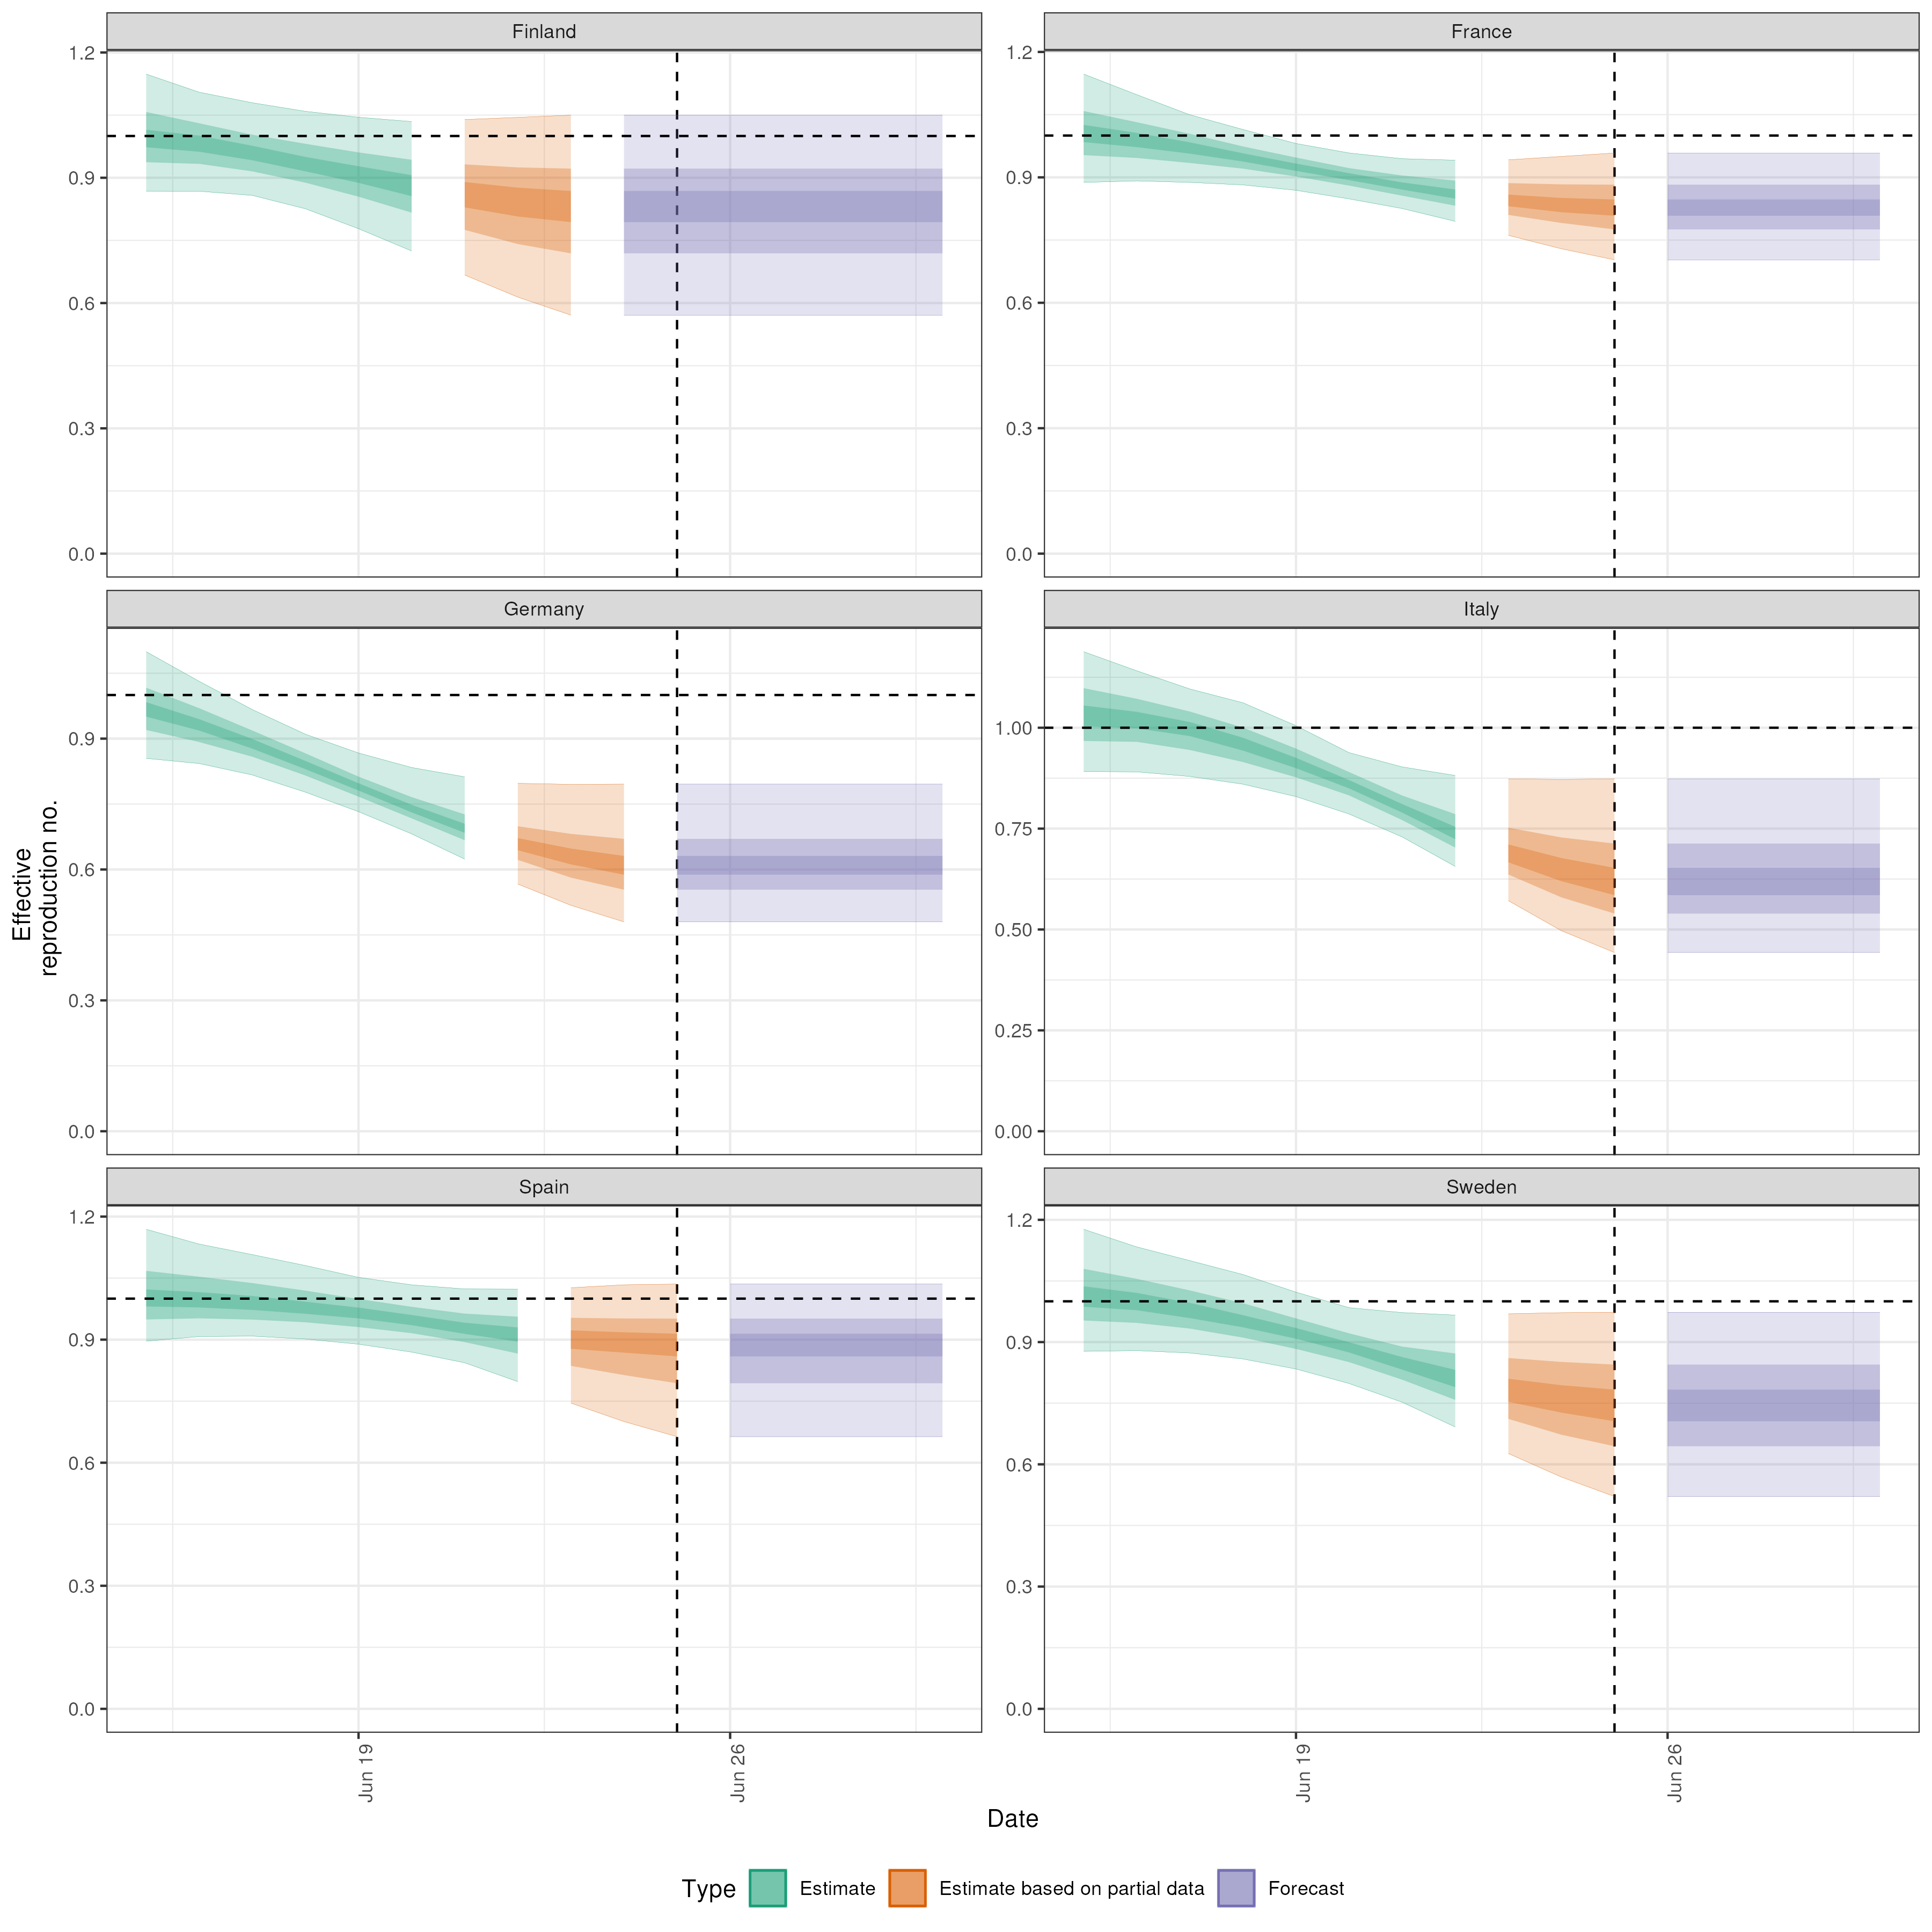 Finland
France
1.2
0.9
0.6
0.3
0.0
1.2
0.9
0.6
0.3
0.0
Germany
Italy
0.9
0.6
0.3
0.0
1.00
0.75
0.50
0.25
0.00
Spain
Sweden
1.2
0.9
0.6
0.3
0.0
1.2
0.9
0.6
0.3
0.0
Effective
reproduction no.
Jun 19
Jun 26
Jun 19
Jun 26
Date
Type Estimate Estimate based on partial data Forecast